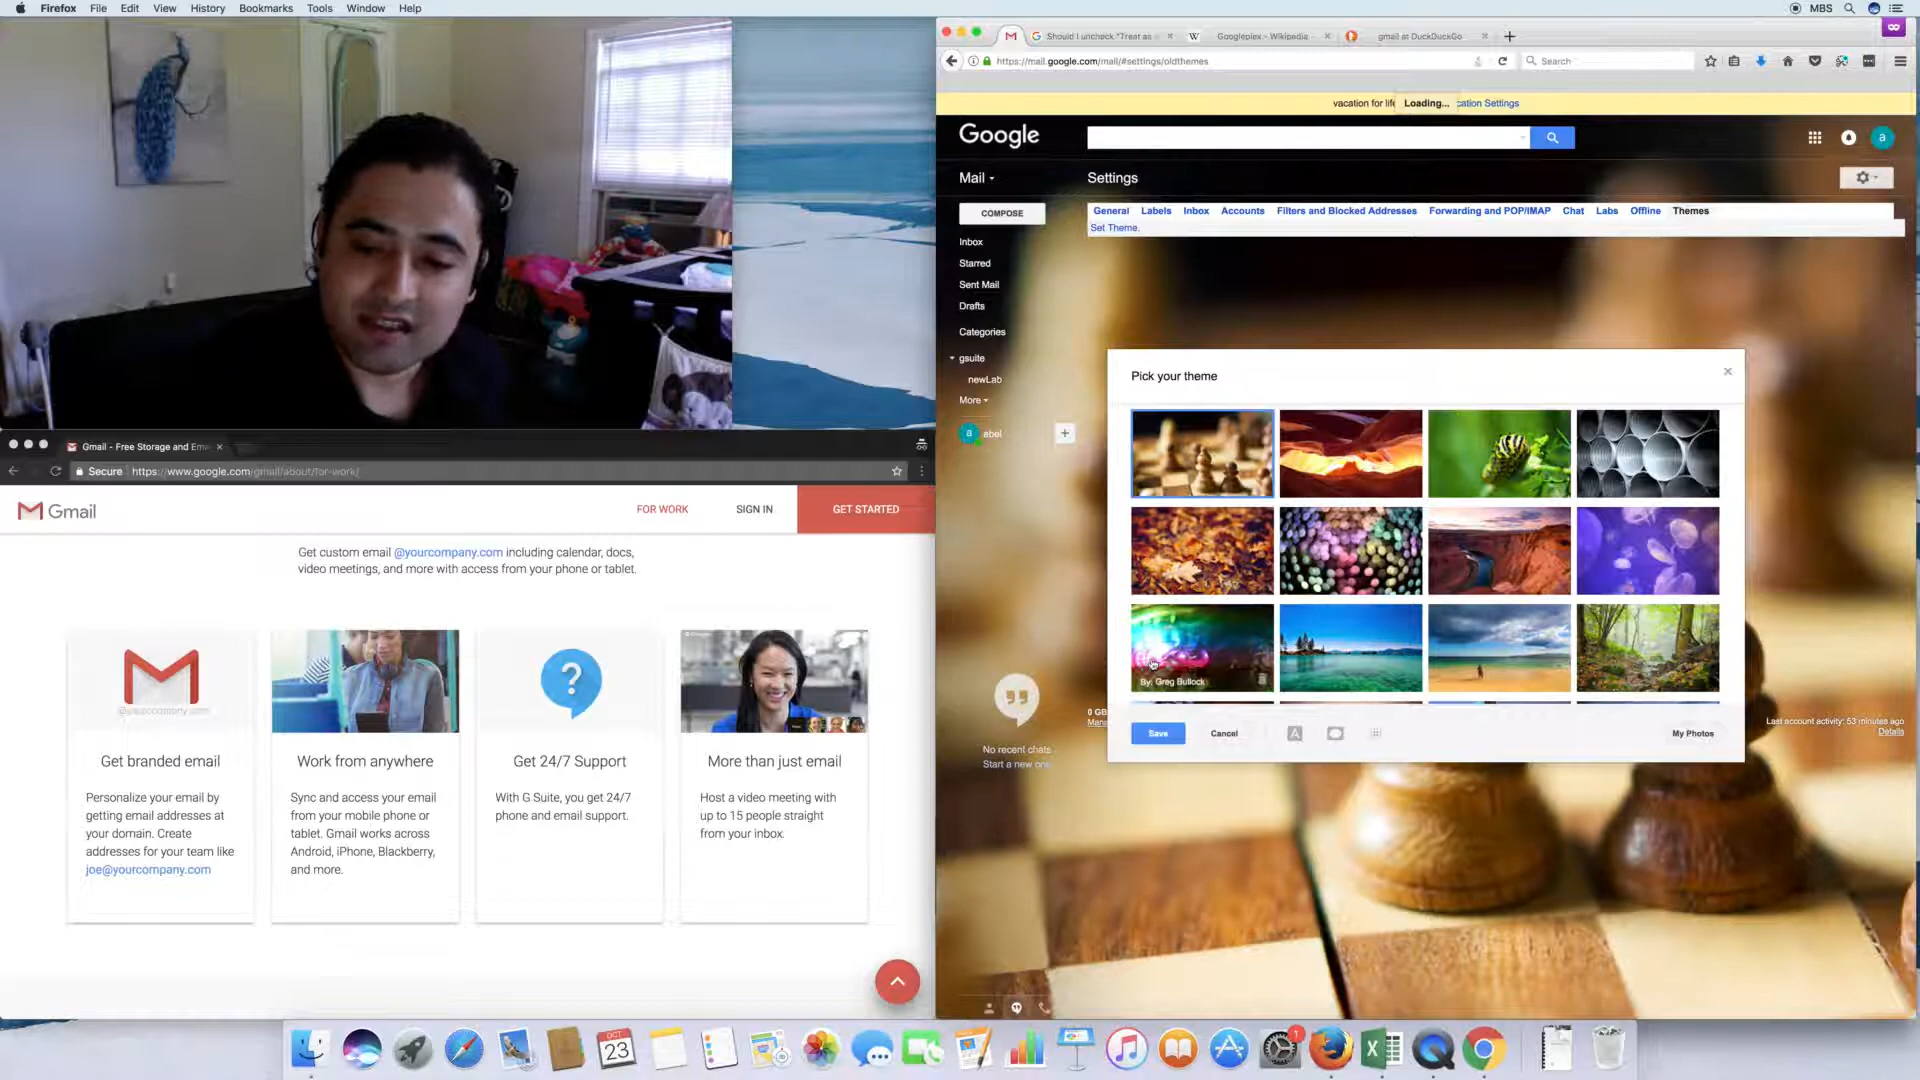 Firefox File Edit View History Bookmarks Tools Window Help
MBS
Should I uncheck "Treat as
Googleplex - Wikipedia
gmail at DuckDuckGo
https://mail.google.com/mail/#settings/oldthemes
Search
vacation for life
Loading...
cation Settings
Google
a
Mail
Settings
COMPOSE
General Labels Inbox Accounts Filters and Blocked Addresses Forwarding and POP/IMAP Chat Labs Offline Themes
Set Theme.
Inbox
Starred
Sent Mail
Drafts
Categories
gsuite
newLab
More
a abel
Pick your theme
By: Greg Bullock
Save
Cancel
My Photos
0 GB
Last account activity: 53 minutes ago
Details
No recent chats
Start a new one
Gmail - Free Storage and Ema
Secure https://www.google.com/gmail/about/for-work/
Gmail
FOR WORK
SIGN IN
GET STARTED
Get custom email @yourcompany.com including calendar, docs,
video meetings, and more with access from your phone or tablet.
@yourcompany.com
Get branded email
Personalize your email by
getting email addresses at
your domain. Create
addresses for your team like
joe@yourcompany.com
Work from anywhere
Sync and access your email
from your mobile phone or
tablet. Gmail works across
Android, iPhone, Blackberry,
and more.
Get 24/7 Support
With G Suite, you get 24/7
phone and email support.
More than just email
Host a video meeting with
up to 15 people straight
from your inbox.
OCT
23
1